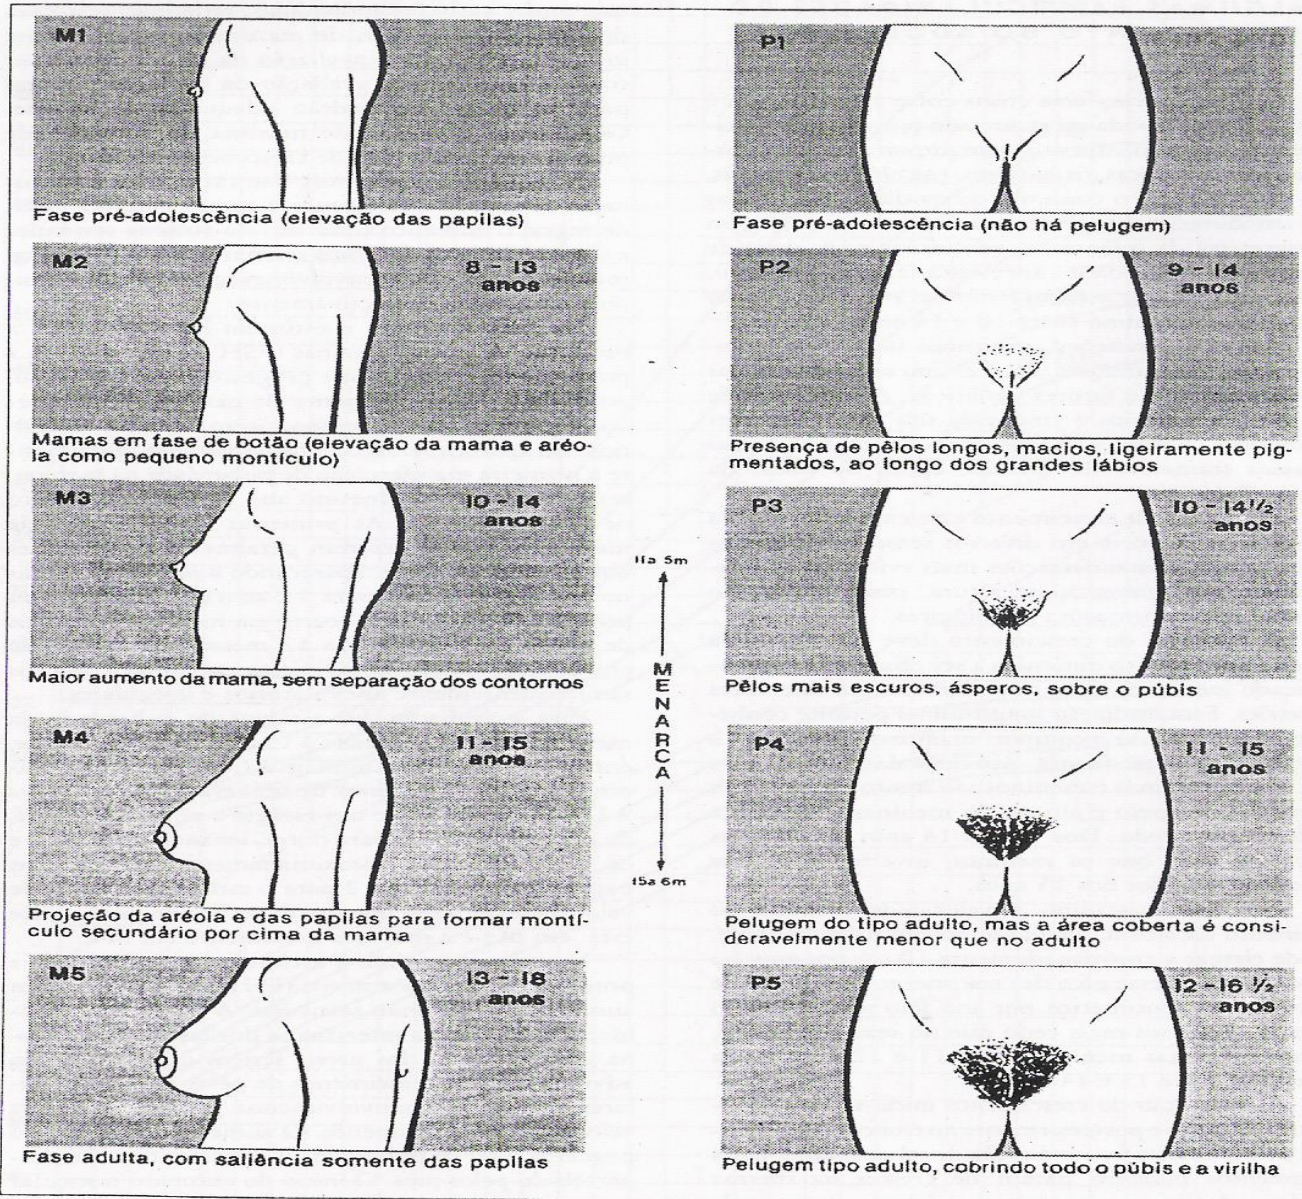 M1
Fase pré-adolescência (elevação das papilas)
M2
8 - 13
anos
Mamas em fase de botão (elevação da mama e aréo-
la como pequeno montículo)
M3
10 - 14
anos
Maior aumento da mama, sem separação dos contornos
M4
11 - 15
anos
Projeção da aréola e das papilas para formar montí-
culo secundário por cima da mama
M5
13 - 18
anos
Fase adulta, com saliência somente das papilas
11a 5m
MENARCA
15a 6m
P1
Fase pré-adolescência (não há pelugem)
P2
9 - 14
anos
Presença de pêlos longos, macios, ligeiramente pig-
mentados, ao longo dos grandes lábios
P3
10 - 14½
anos
Pêlos mais escuros, ásperos, sobre o púbis
P4
11 - 15
anos
Pelugem do tipo adulto, mas a área coberta é consi-
deravelmente menor que no adulto
P5
12 - 16 ½
anos
Pelugem tipo adulto, cobrindo todo o púbis e a virilha